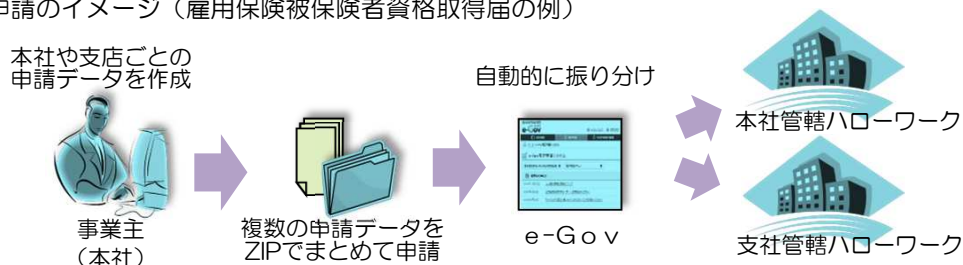 申請のイメージ（雇用保険被保険者資格取得届の例）
本社や支店ごとの
申請データを作成
自動的に振り分け
e-Gov
本社管轄ハローワーク
事業主
（本社）
複数の申請データを
ZIPでまとめて申請
e-Gov
支社管轄ハローワーク